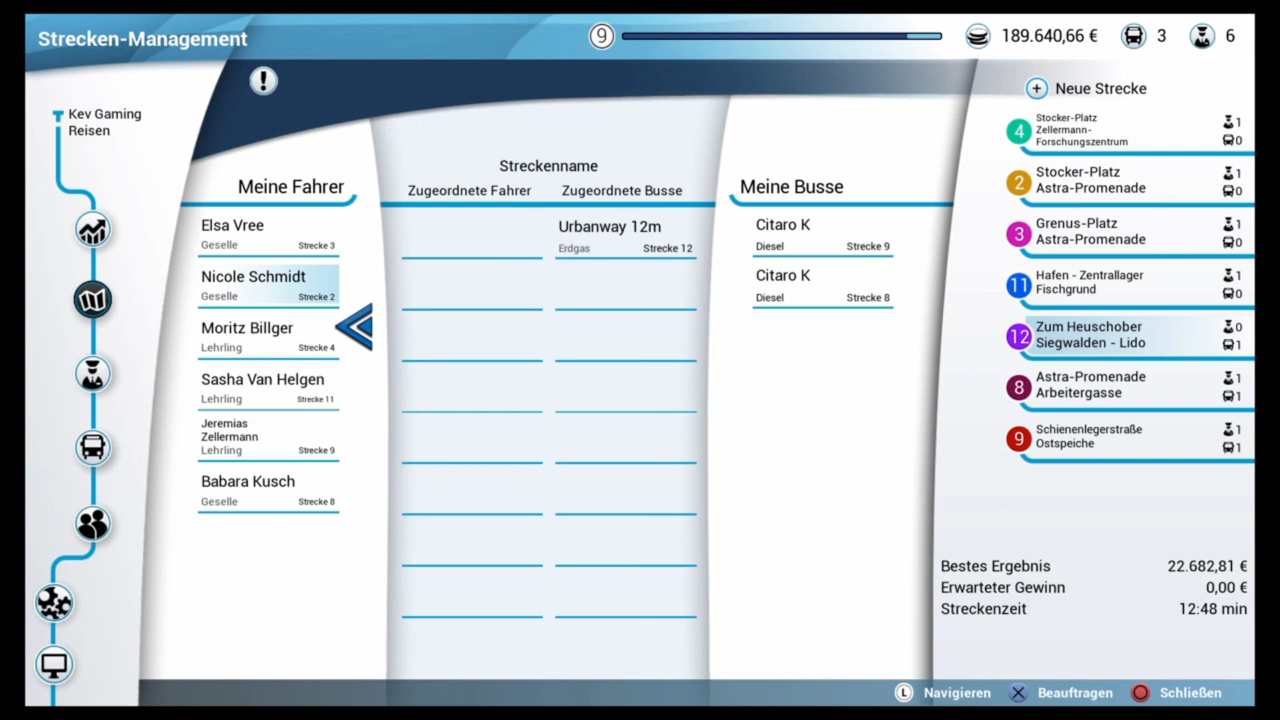 Strecken-Management
9
189.640,66 €
3
6
Kev Gaming
Reisen
!
Meine Fahrer
Elsa Vree
Geselle Strecke 3
Nicole Schmidt
Geselle Strecke 2
Moritz Billger
Lehrling Strecke 4
Sasha Van Helgen
Lehrling Strecke 11
Jeremias
Zellermann
Lehrling Strecke 9
Babara Kusch
Geselle Strecke 8
Streckenname
Zugeordnete Fahrer Zugeordnete Busse
Urbanway 12m
Erdgas Strecke 12
Meine Busse
Citaro K
Diesel Strecke 9
Citaro K
Diesel Strecke 8
+ Neue Strecke
4
Stocker-Platz
Zellermann-
Forschungszentrum
1
0
2
Stocker-Platz
Astra-Promenade
1
0
3
Grenus-Platz
Astra-Promenade
1
0
11
Hafen - Zentrallager
Fischgrund
1
0
12
Zum Heuschober
Siegwalden - Lido
0
1
8
Astra-Promenade
Arbeitergasse
1
1
9
Schienenlegerstraße
Ostspeiche
1
1
Bestes Ergebnis 22.682,81 €
Erwarteter Gewinn 0,00 €
Streckenzeit 12:48 min
L Navigieren Beauftragen Schließen